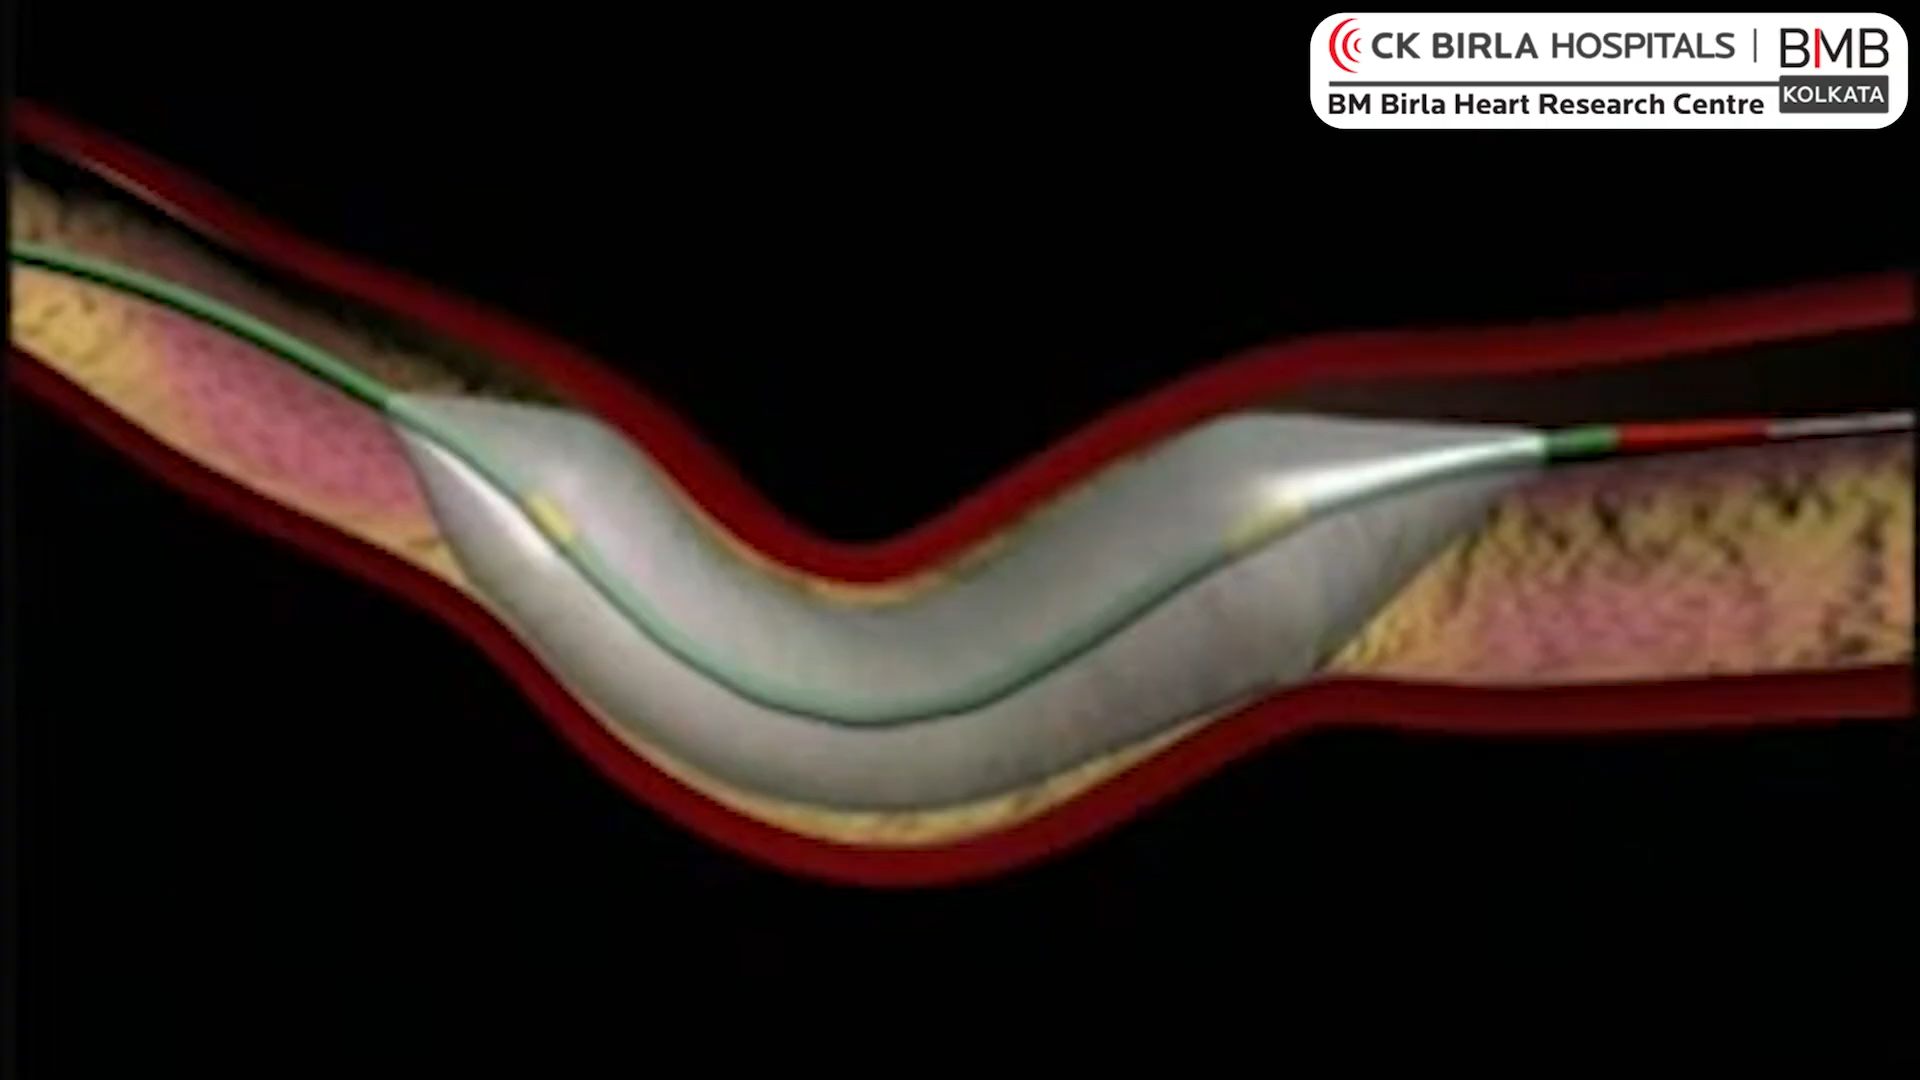 CK BIRLA HOSPITALS | BMB
BM Birla Heart Research Centre KOLKATA